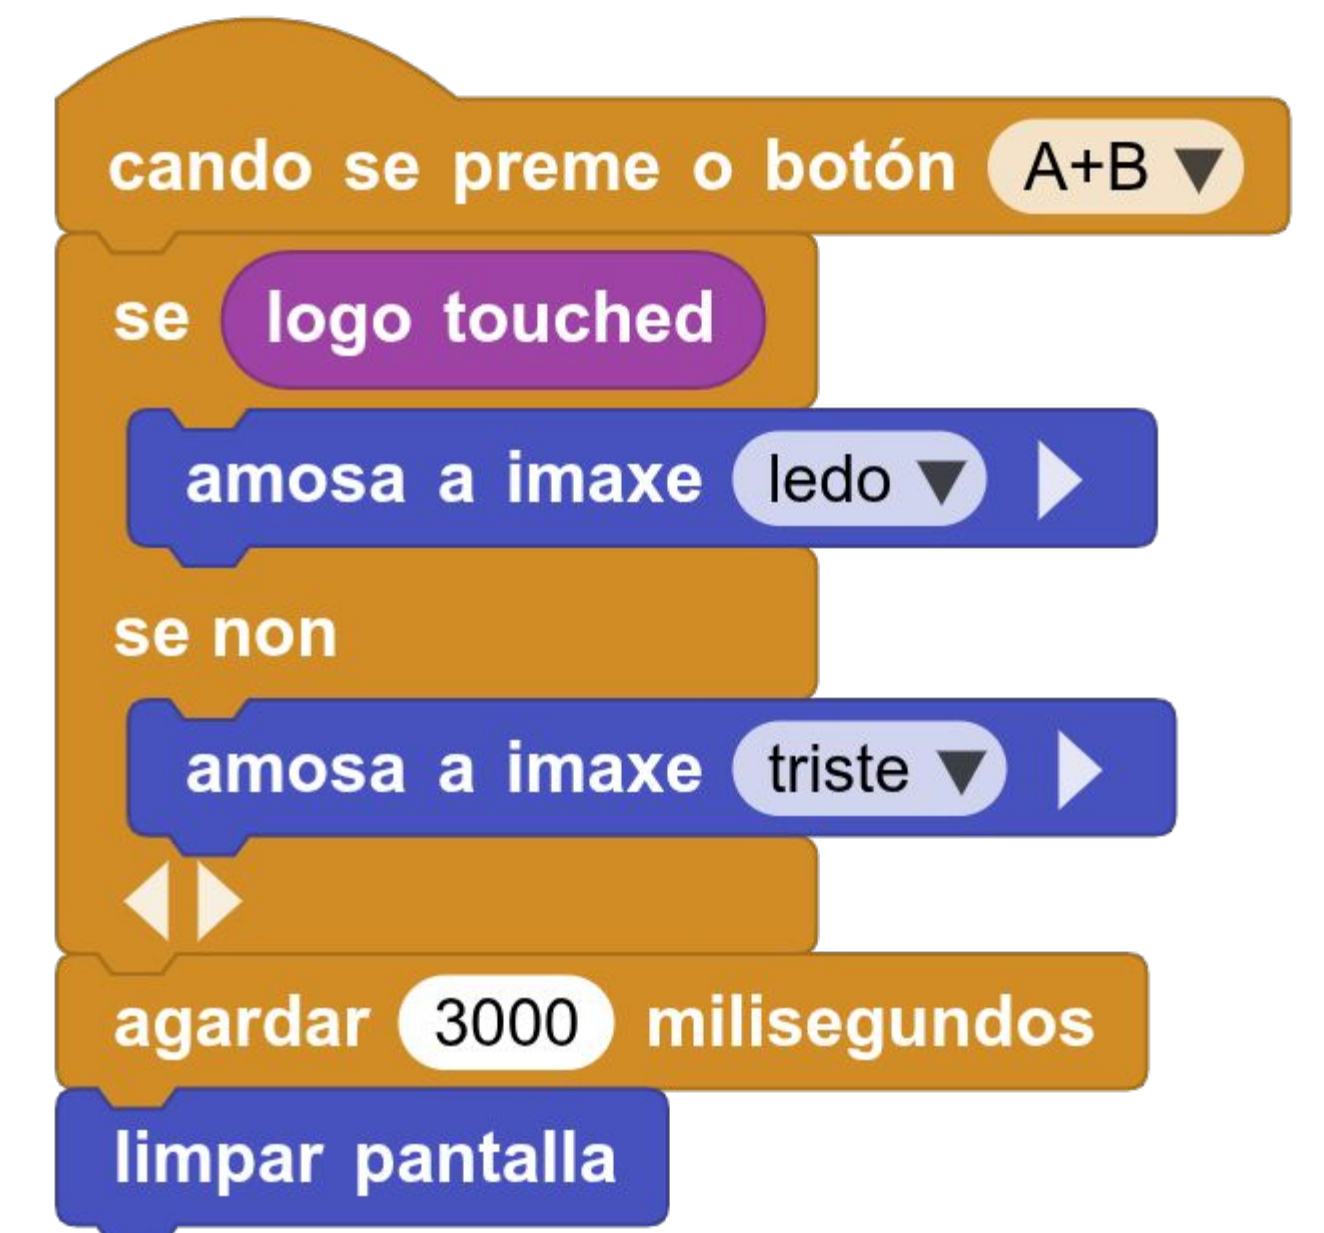 cando se preme o botón A+B
se logo touched
amosa a imaxe ledo
se non
amosa a imaxe triste
agardar 3000 milisegundos
limpar pantalla